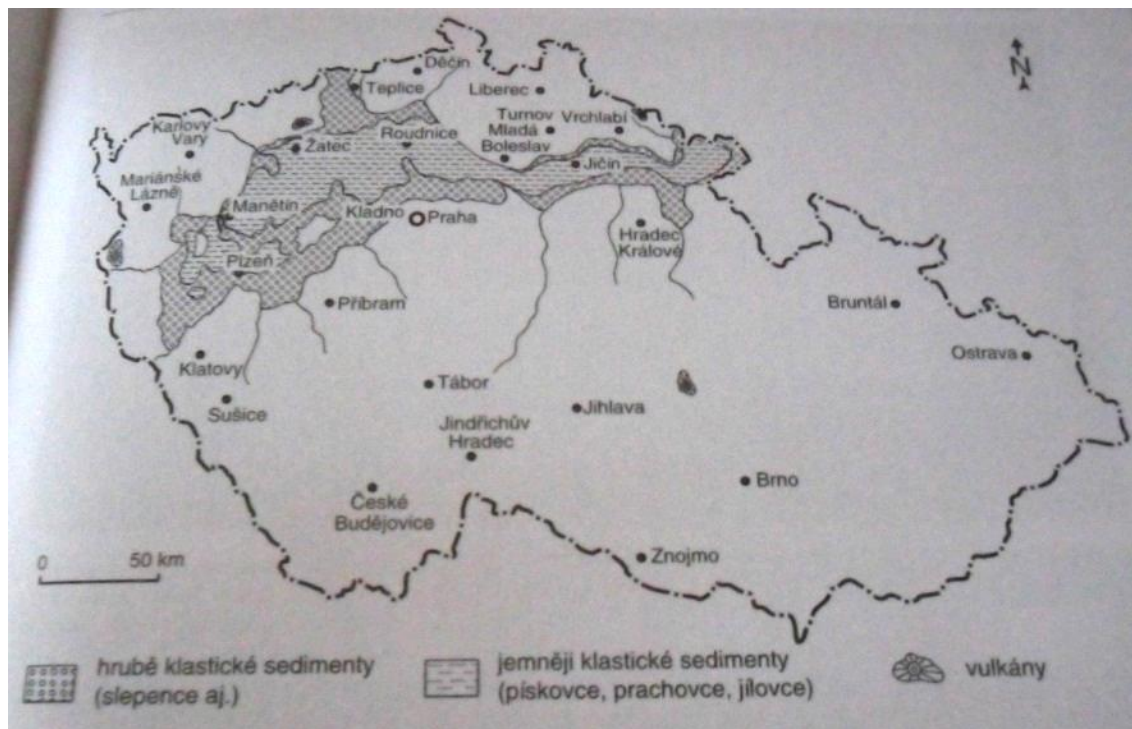 N
Děčín
Teplice
Liberec
Turnov
Vrchlabí
Mladá
Boleslav
Karlovy
Vary
Žatec
Roudnice
Jičín
Mariánské
Lázně
Manětín
Kladno
Praha
Hradec
Králové
Plzeň
Příbram
Bruntál
Klatovy
Ostrava
Tábor
Sušice
Jihlava
Jindřichův
Hradec
Brno
České
Budějovice
Znojmo
0 50 km
hrubě klastické sedimenty
(slepence aj.)
jemněji klastické sedimenty
(pískovce, prachovce, jílovce)
vulkány